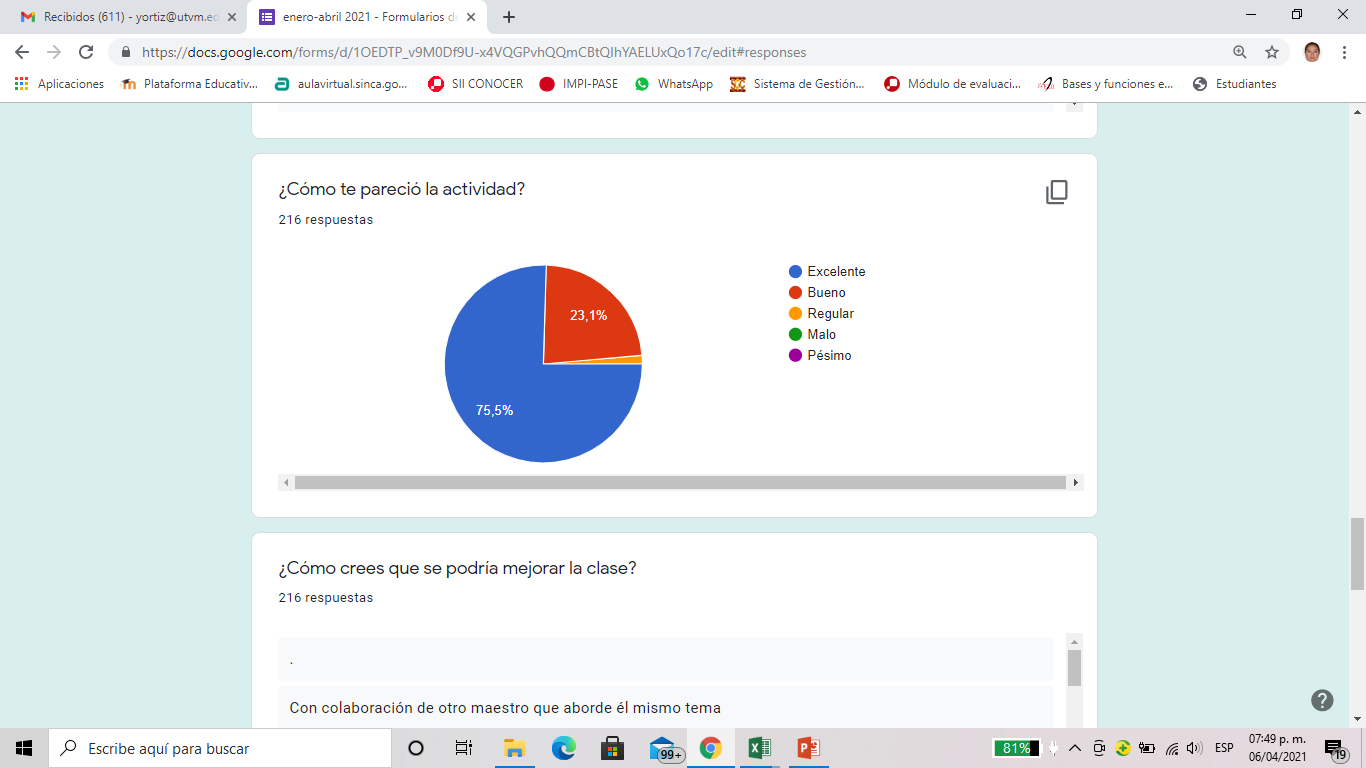 Recibidos (611) - yortiz@utvm.ed
enero-abril 2021 - Formularios de
https://docs.google.com/forms/d/1OEDTP_v9M0Df9U-x4VQGPvhQQmCBtQIhYAELUxQo17c/edit#responses
Aplicaciones
Plataforma Educativ...
aulavirtual.sinca.go...
SII CONOCER
IMPI-PASE
WhatsApp
Sistema de Gestión...
Módulo de evaluaci...
Bases y funciones e...
Estudiantes
¿Cómo te pareció la actividad?
216 respuestas
23,1%
75,5%
Excelente
Bueno
Regular
Malo
Pésimo
¿Cómo crees que se podría mejorar la clase?
216 respuestas
.
Con colaboración de otro maestro que aborde él mismo tema
Escribe aquí para buscar
99+
81%
ESP
07:49 p. m.
06/04/2021
19